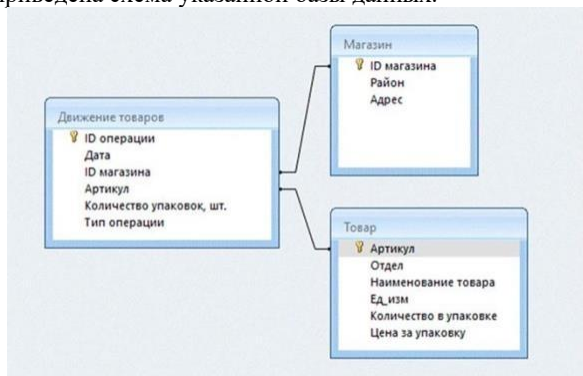 приведена схема указанной базы данных.
Магазин
ID магазина
Район
Адрес
Движение товаров
ID операции
Дата
ID магазина
Артикул
Количество упаковок, шт.
Тип операции
Товар
Артикул
Отдел
Наименование товара
Ед_изм
Количество в упаковке
Цена за упаковку